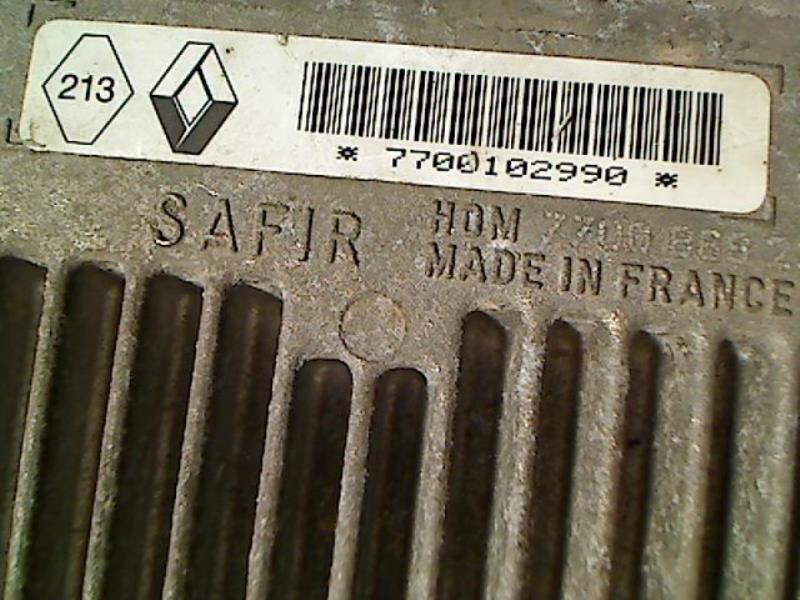 213
* 7700102990 *
SAFIR
HOM
MADE IN FRANCE